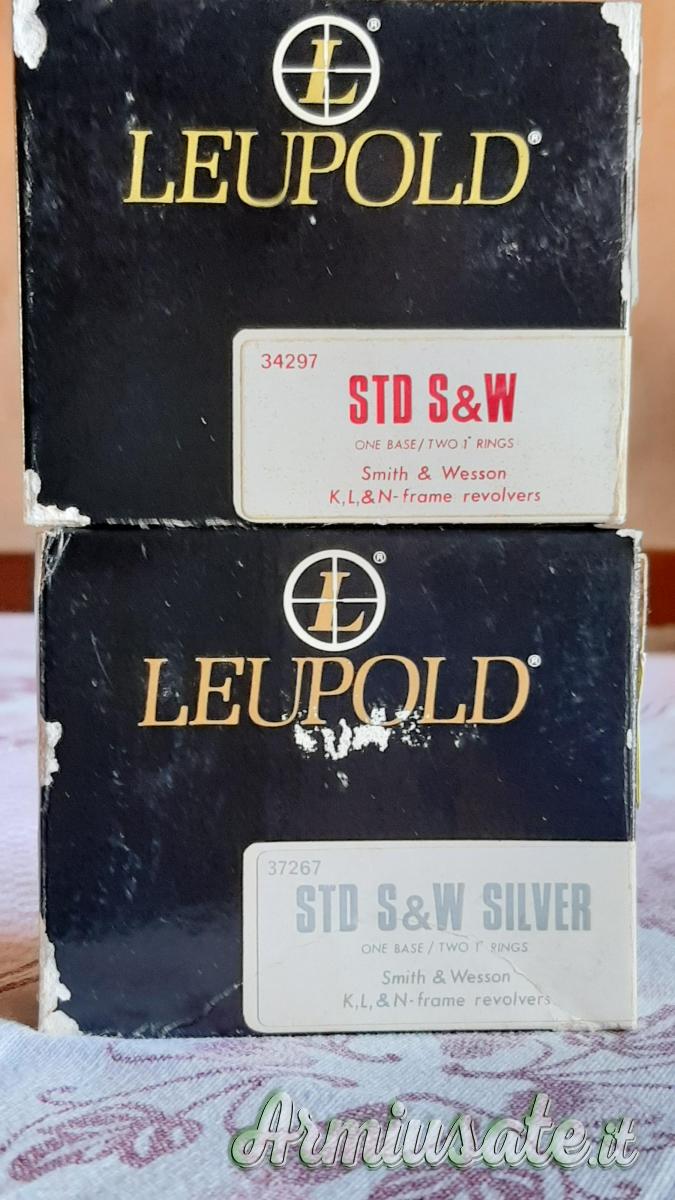 L®
LEUPOLD®
34297
STD S&W
ONE BASE/TWO 1" RINGS
Smith & Wesson
K,L,&N-frame revolvers
L®
LEUPOLD®
37267
STD S&W SILVER
ONE BASE/TWO 1" RINGS
Smith & Wesson
K,L,&N-frame revolvers
Armiusate.it